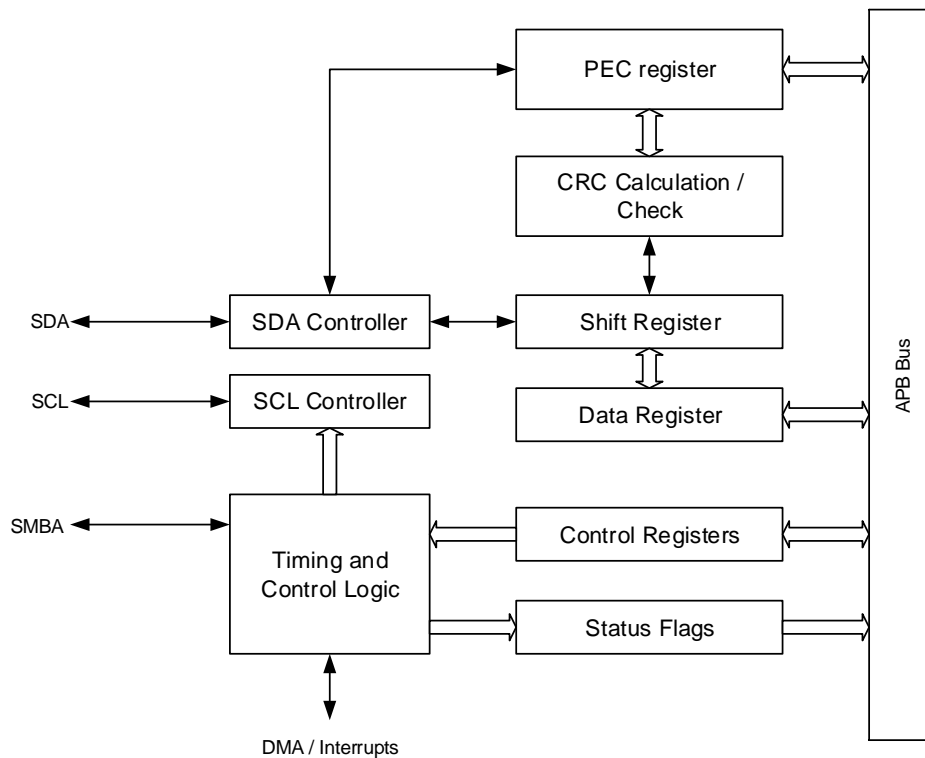 PEC register
CRC Calculation /
Check
SDA
SDA Controller
Shift Register
SCL
SCL Controller
Data Register
APB Bus
SMBA
Timing and
Control Logic
Control Registers
Status Flags
DMA / Interrupts